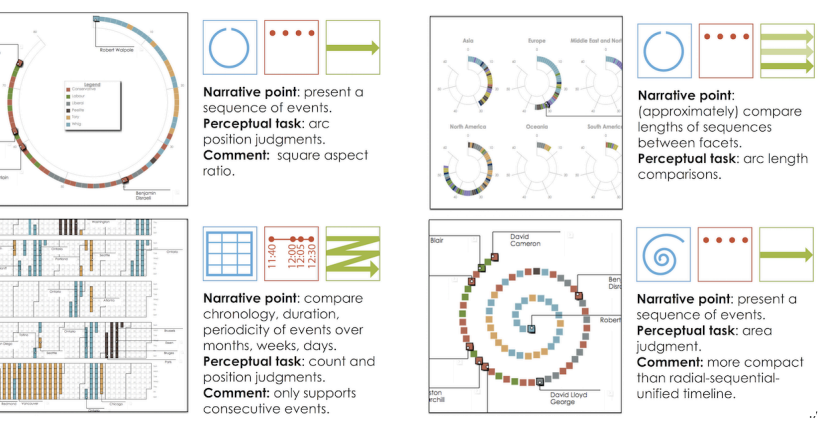 Robert Walpole
Legend
Conservative
Labour
Liberal
Peelite
Tory
Whig
Benjamin
Disraeli
Narrative point: present a
sequence of events.
Perceptual task: arc
position judgments.
Comment: square aspect
ratio.
Asia
Europe
North America
Oceania
South America
Narrative point:
(approximately) compare
lengths of sequences
between facets.
Perceptual task: arc length
comparisons.
11:40
12:00
12:05
12:30
Narrative point: compare
chronology, duration,
periodicity of events over
months, weeks, days.
Perceptual task: count and
position judgments.
Comment: only supports
consecutive events.
Blair
David
Cameron
Robert
David Lloyd
George
Narrative point: present a
sequence of events.
Perceptual task: area
judgment.
Comment: more compact
than radial-sequential-
unified timeline.